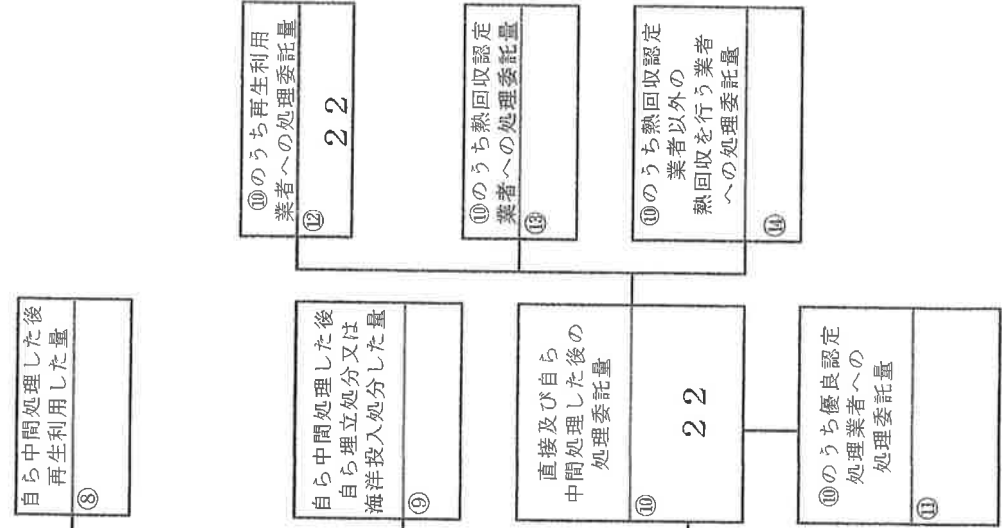 自ら中間処理した後
再生利用した量
⑧
自ら中間処理した後
自ら埋立処分又は
海洋投入処分した量
⑨
直接及び自ら
中間処理した後の
処理委託量
⑩
22
⑩のうち優良認定
処理業者への
処理委託量
⑪
⑩のうち再生利用
業者への処理委託量
⑫
22
⑩のうち熱回収認定
業者への処理委託量
⑬
⑩のうち熱回収認定
業者以外の
熱回収を行う業者
への処理委託量
⑭